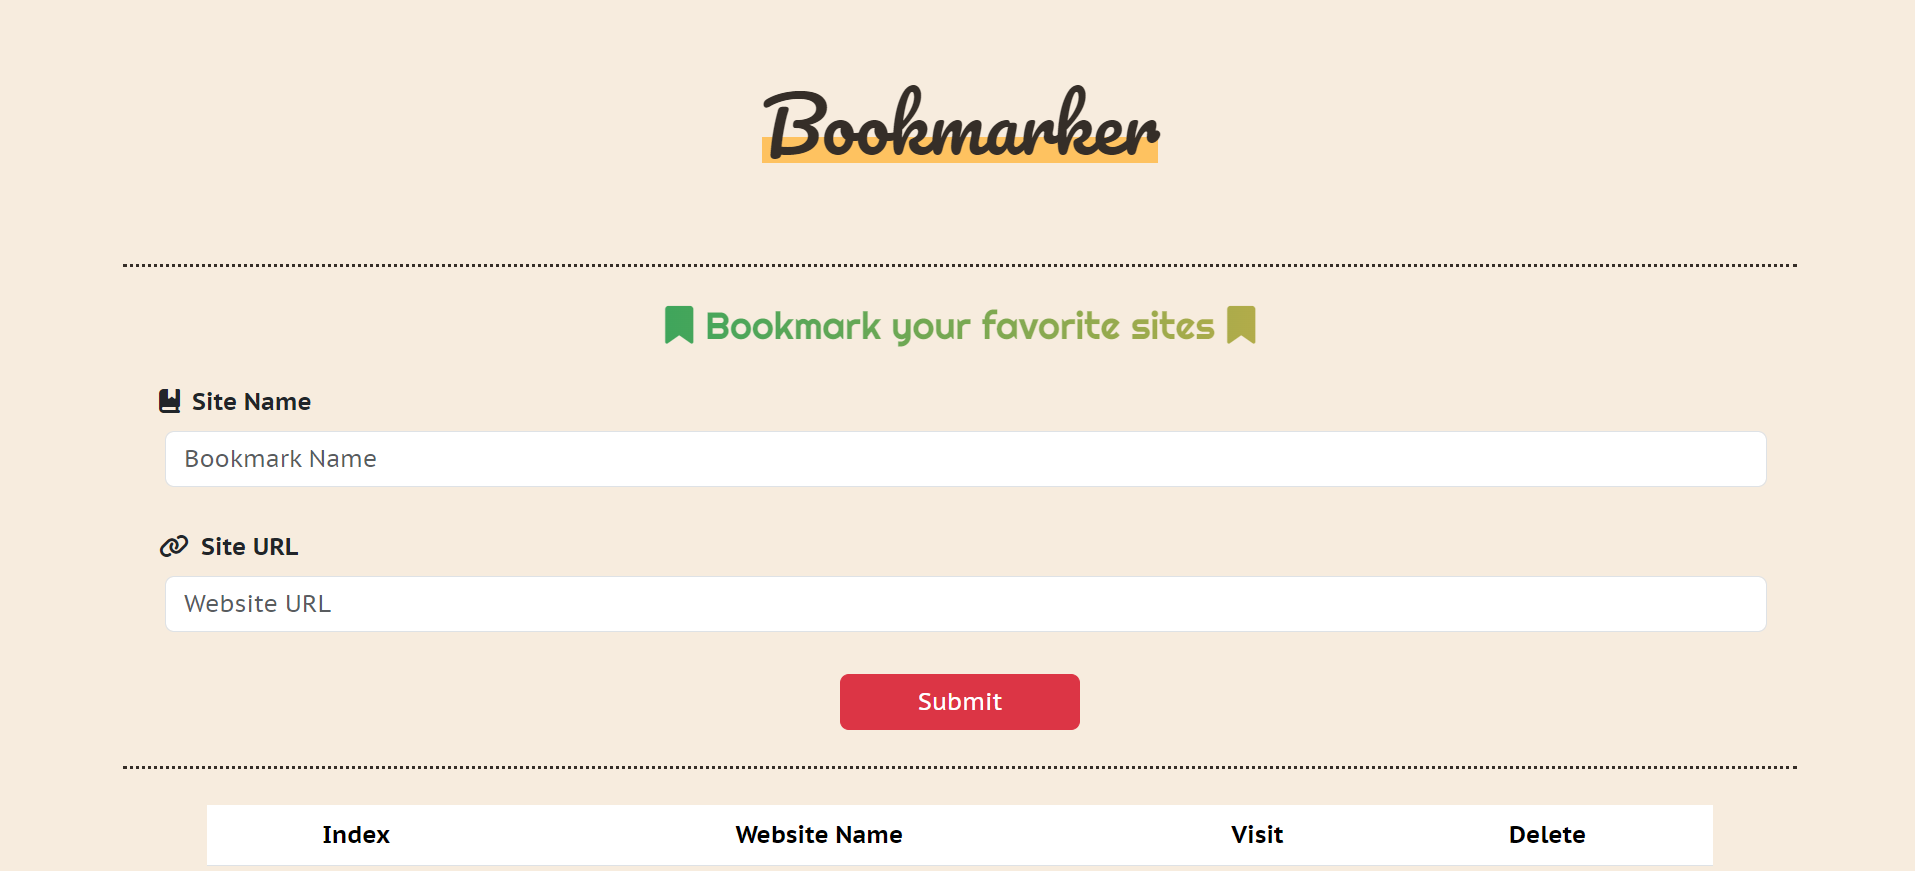 Bookmarker
Bookmark your favorite sites
Site Name
Bookmark Name
Site URL
Website URL
Submit
Index Website Name Visit Delete